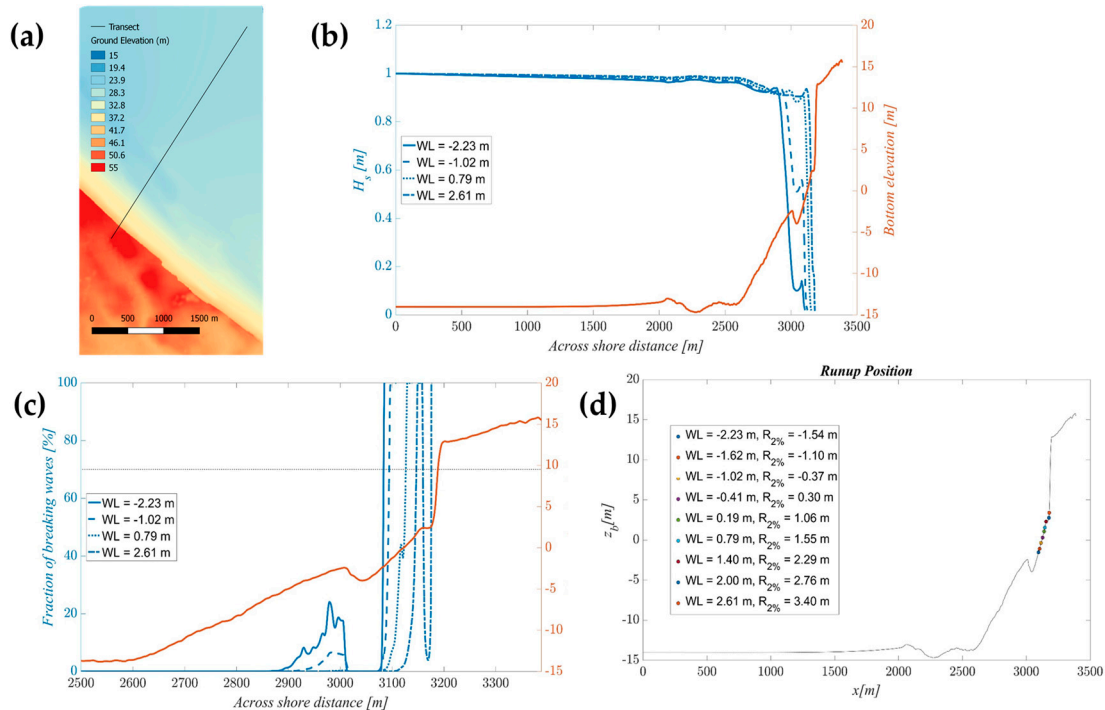 (a)
Transect
Ground Elevation (m)
15
19.4
23.9
28.3
32.8
37.2
41.7
46.1
50.6
55
0 500 1000 1500 m
(b)
1.2
1
0.8
0.6
0.4
0.2
0
H_s [m]
WL = -2.23 m
WL = -1.02 m
WL = 0.79 m
WL = 2.61 m
20
15
10
5
0
-5
-10
-15
Bottom elevation [m]
0 500 1000 1500 2000 2500 3000 3500
Across shore distance [m]
(c)
100
80
60
40
20
0
Fraction of breaking waves [%]
WL = -2.23 m
WL = -1.02 m
WL = 0.79 m
WL = 2.61 m
20
15
10
5
0
-5
-10
-15
2500 2600 2700 2800 2900 3000 3100 3200 3300
Across shore distance [m]
(d)
Runup Position
20
15
10
5
0
-5
-10
-15
z_b[m]
WL = -2.23 m, R_2% = -1.54 m
WL = -1.62 m, R_2% = -1.10 m
WL = -1.02 m, R_2% = -0.37 m
WL = -0.41 m, R_2% = 0.30 m
WL = 0.19 m, R_2% = 1.06 m
WL = 0.79 m, R_2% = 1.55 m
WL = 1.40 m, R_2% = 2.29 m
WL = 2.00 m, R_2% = 2.76 m
WL = 2.61 m, R_2% = 3.40 m
0 500 1000 1500 2000 2500 3000 3500
x[m]